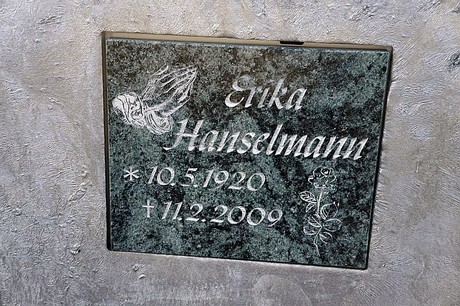 Erika
Hanselmann
* 10.5.1920
† 11.2.2009